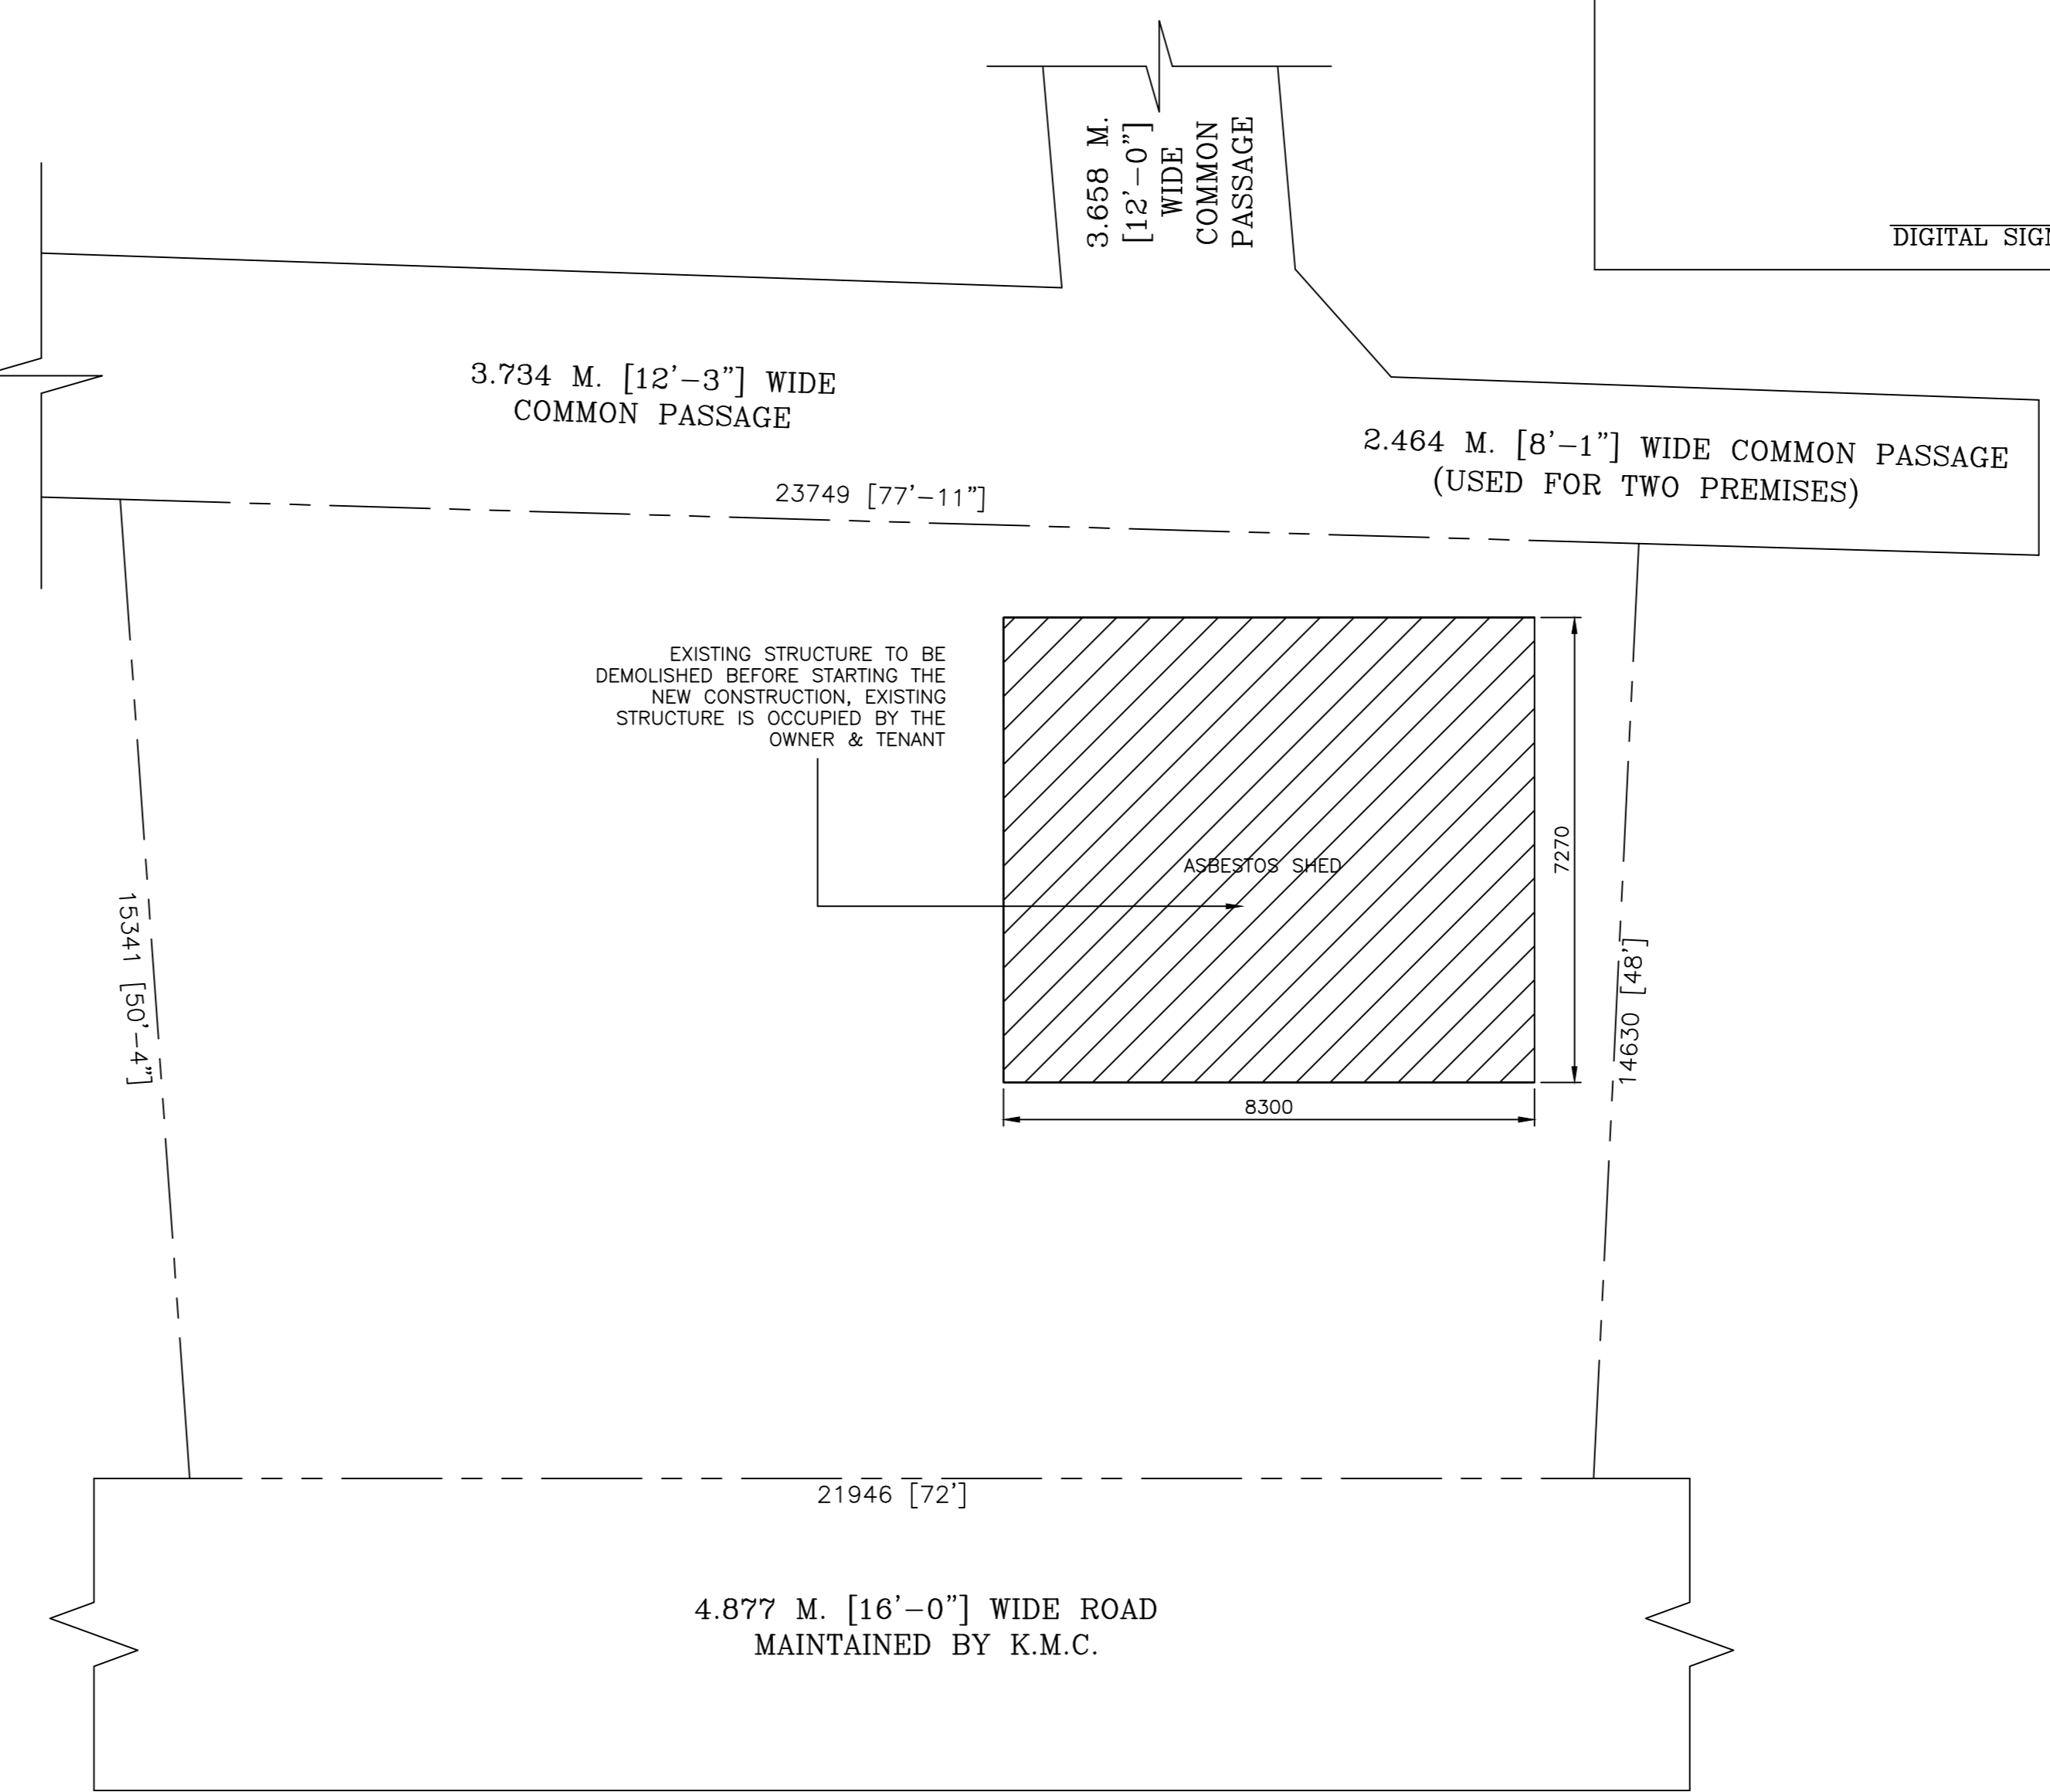 3.658 M.
[12'-0"]
WIDE
COMMON
PASSAGE
DIGITAL SIGN
3.734 M. [12'-3"] WIDE
COMMON PASSAGE
2.464 M. [8'-1"] WIDE COMMON PASSAGE
(USED FOR TWO PREMISES)
23749 [77'-11"]
EXISTING STRUCTURE TO BE
DEMOLISHED BEFORE STARTING THE
NEW CONSTRUCTION, EXISTING
STRUCTURE IS OCCUPIED BY THE
OWNER & TENANT
ASBESTOS SHED
7270
8300
15341 [50'-4"]
14630 [48']
21946 [72']
4.877 M. [16'-0"] WIDE ROAD
MAINTAINED BY K.M.C.